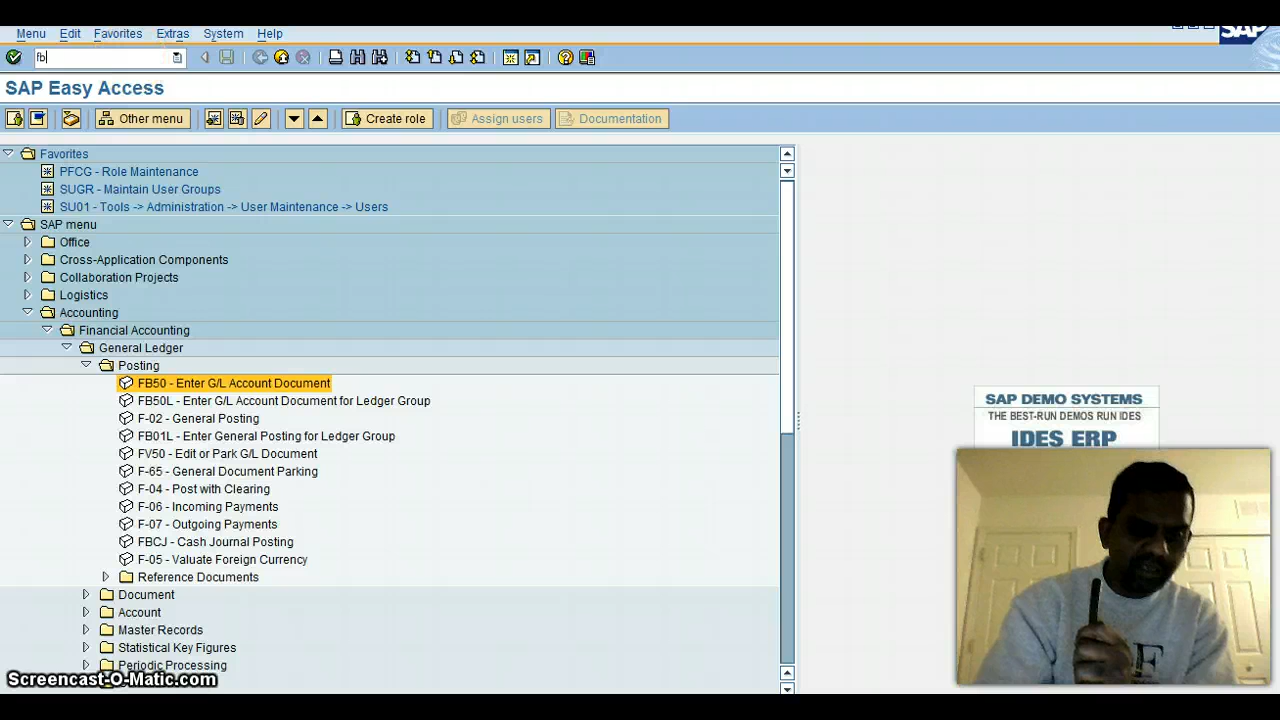 Menu Edit Favorites Extras System Help
SAP
fb
SAP Easy Access
Other menu Create role Assign users Documentation
Favorites
PFCG - Role Maintenance
SUGR - Maintain User Groups
SU01 - Tools -> Administration -> User Maintenance -> Users
SAP menu
Office
Cross-Application Components
Collaboration Projects
Logistics
Accounting
Financial Accounting
General Ledger
Posting
FB50 - Enter G/L Account Document
FB50L - Enter G/L Account Document for Ledger Group
F-02 - General Posting
FB01L - Enter General Posting for Ledger Group
FV50 - Edit or Park G/L Document
F-65 - General Document Parking
F-04 - Post with Clearing
F-06 - Incoming Payments
F-07 - Outgoing Payments
FBCJ - Cash Journal Posting
F-05 - Valuate Foreign Currency
Reference Documents
Document
Account
Master Records
Statistical Key Figures
Periodic Processing
SAP DEMO SYSTEMS
THE BEST-RUN DEMOS RUN IDES
IDES ERP
Screencast-O-Matic.com